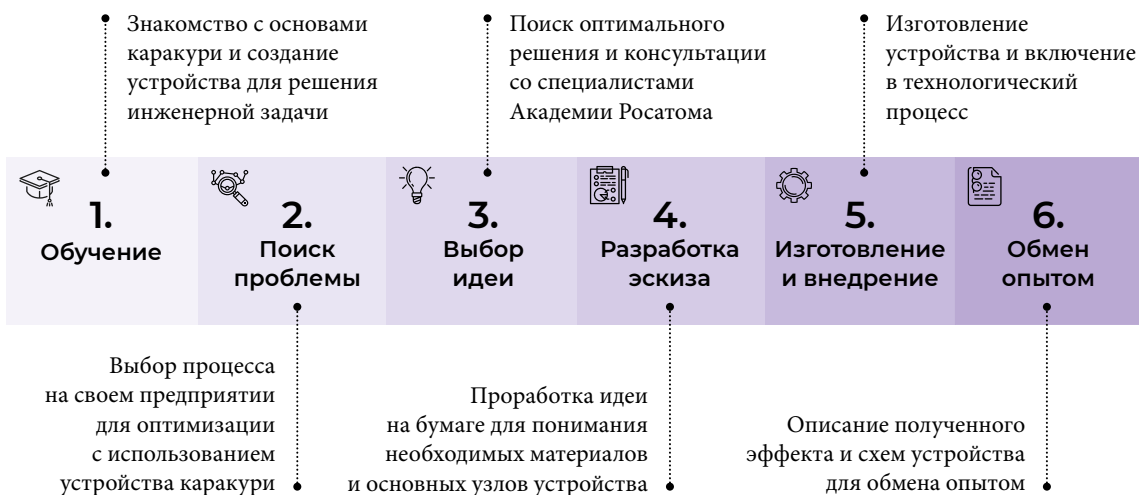 Знакомство с основами
каракури и создание
устройства для решения
инженерной задачи
Поиск оптимального
решения и консультации
со специалистами
Академии Росатома
Изготовление
устройства и включение
в технологический
процесс
1.
Обучение
2.
Поиск
проблемы
3.
Выбор
идеи
4.
Разработка
эскиза
5.
Изготовление
и внедрение
6.
Обмен
опытом
Выбор процесса
на своем предприятии
для оптимизации
с использованием
устройства каракури
Проработка идеи
на бумаге для понимания
необходимых материалов
и основных узлов устройства
Описание полученного
эффекта и схем устройства
для обмена опытом